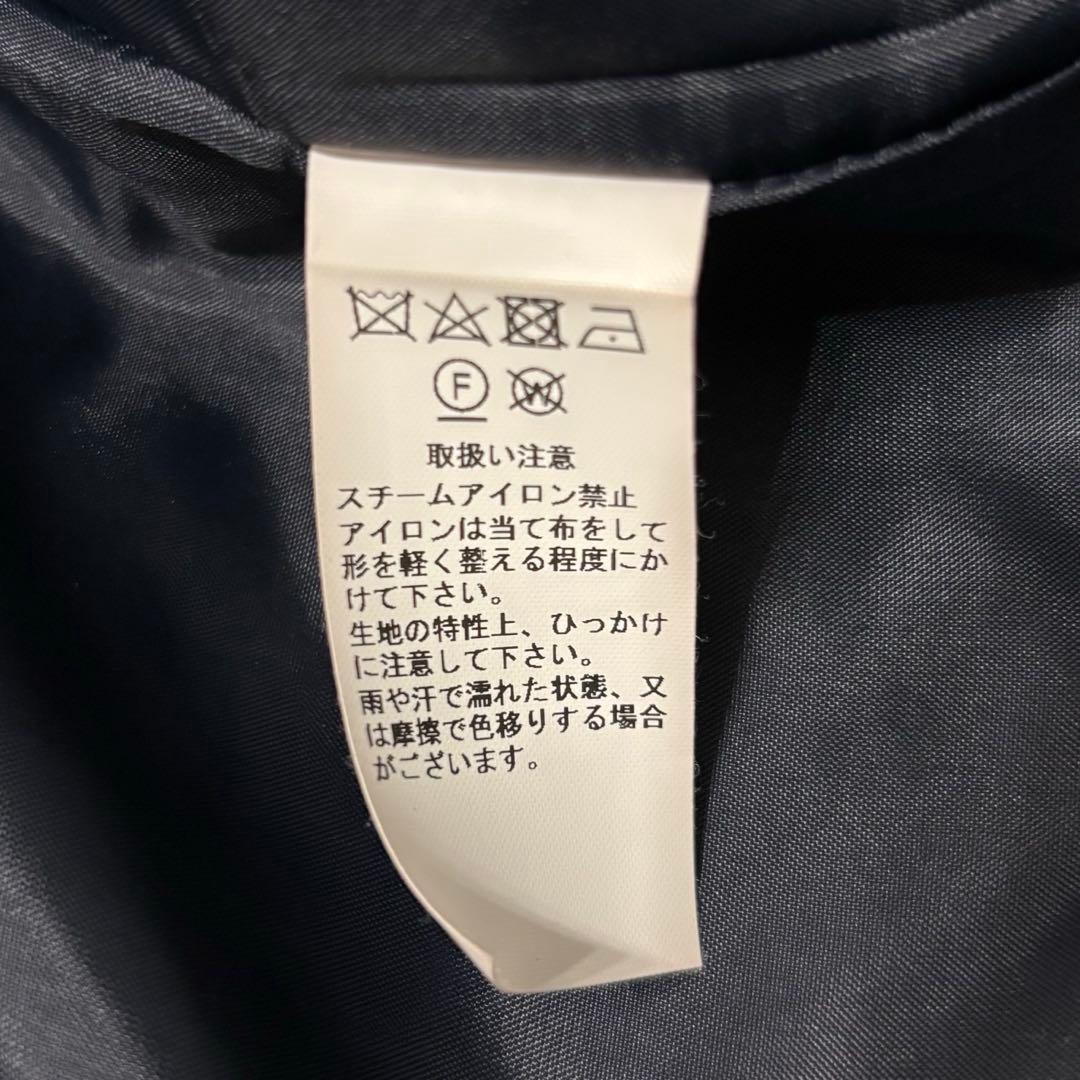 F W
取扱い注意
スチームアイロン禁止
アイロンは当て布をして
形を軽く整える程度にか
けて下さい。
生地の特性上、ひっかけ
に注意して下さい。
雨や汗で濡れた状態、又
は摩擦で色移りする場合
がございます。